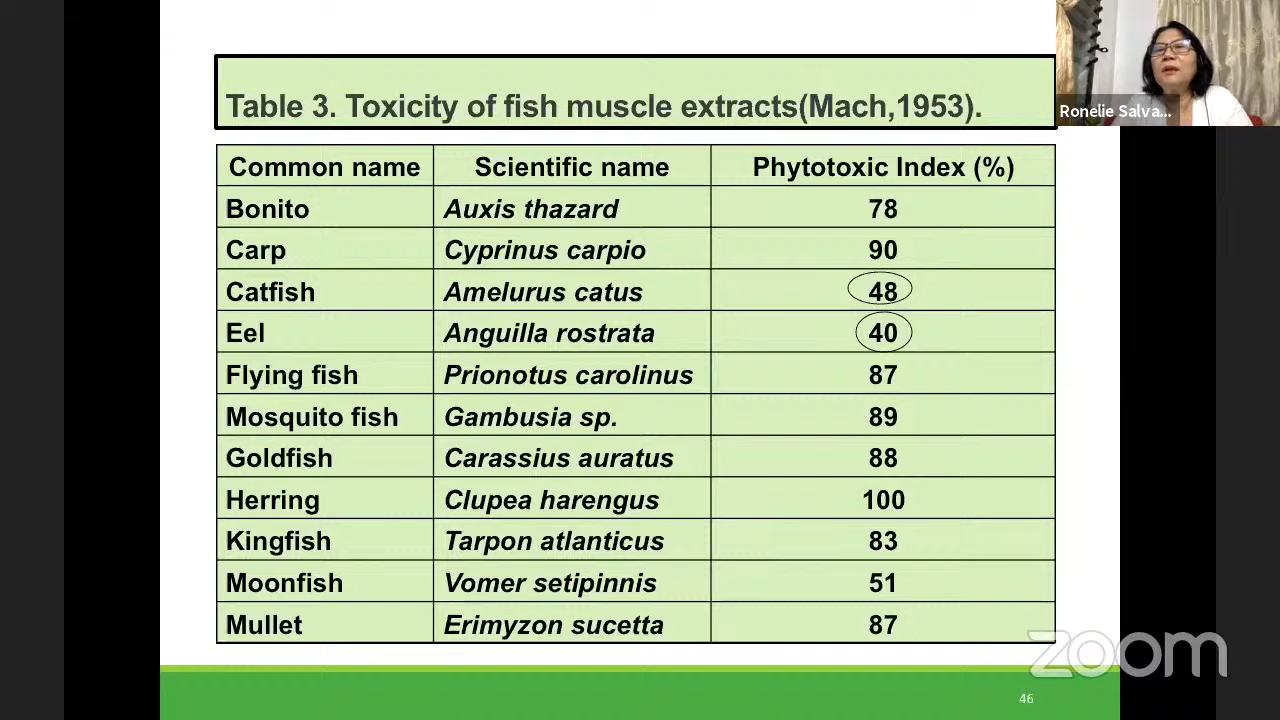 Table 3. Toxicity of fish muscle extracts(Mach,1953).
Ronelie Salva...
Common name Scientific name Phytotoxic Index (%)
Bonito Auxis thazard 78
Carp Cyprinus carpio 90
Catfish Amelurus catus 48
Eel Anguilla rostrata 40
Flying fish Prionotus carolinus 87
Mosquito fish Gambusia sp. 89
Goldfish Carassius auratus 88
Herring Clupea harengus 100
Kingfish Tarpon atlanticus 83
Moonfish Vomer setipinnis 51
Mullet Erimyzon sucetta 87
zoom
46